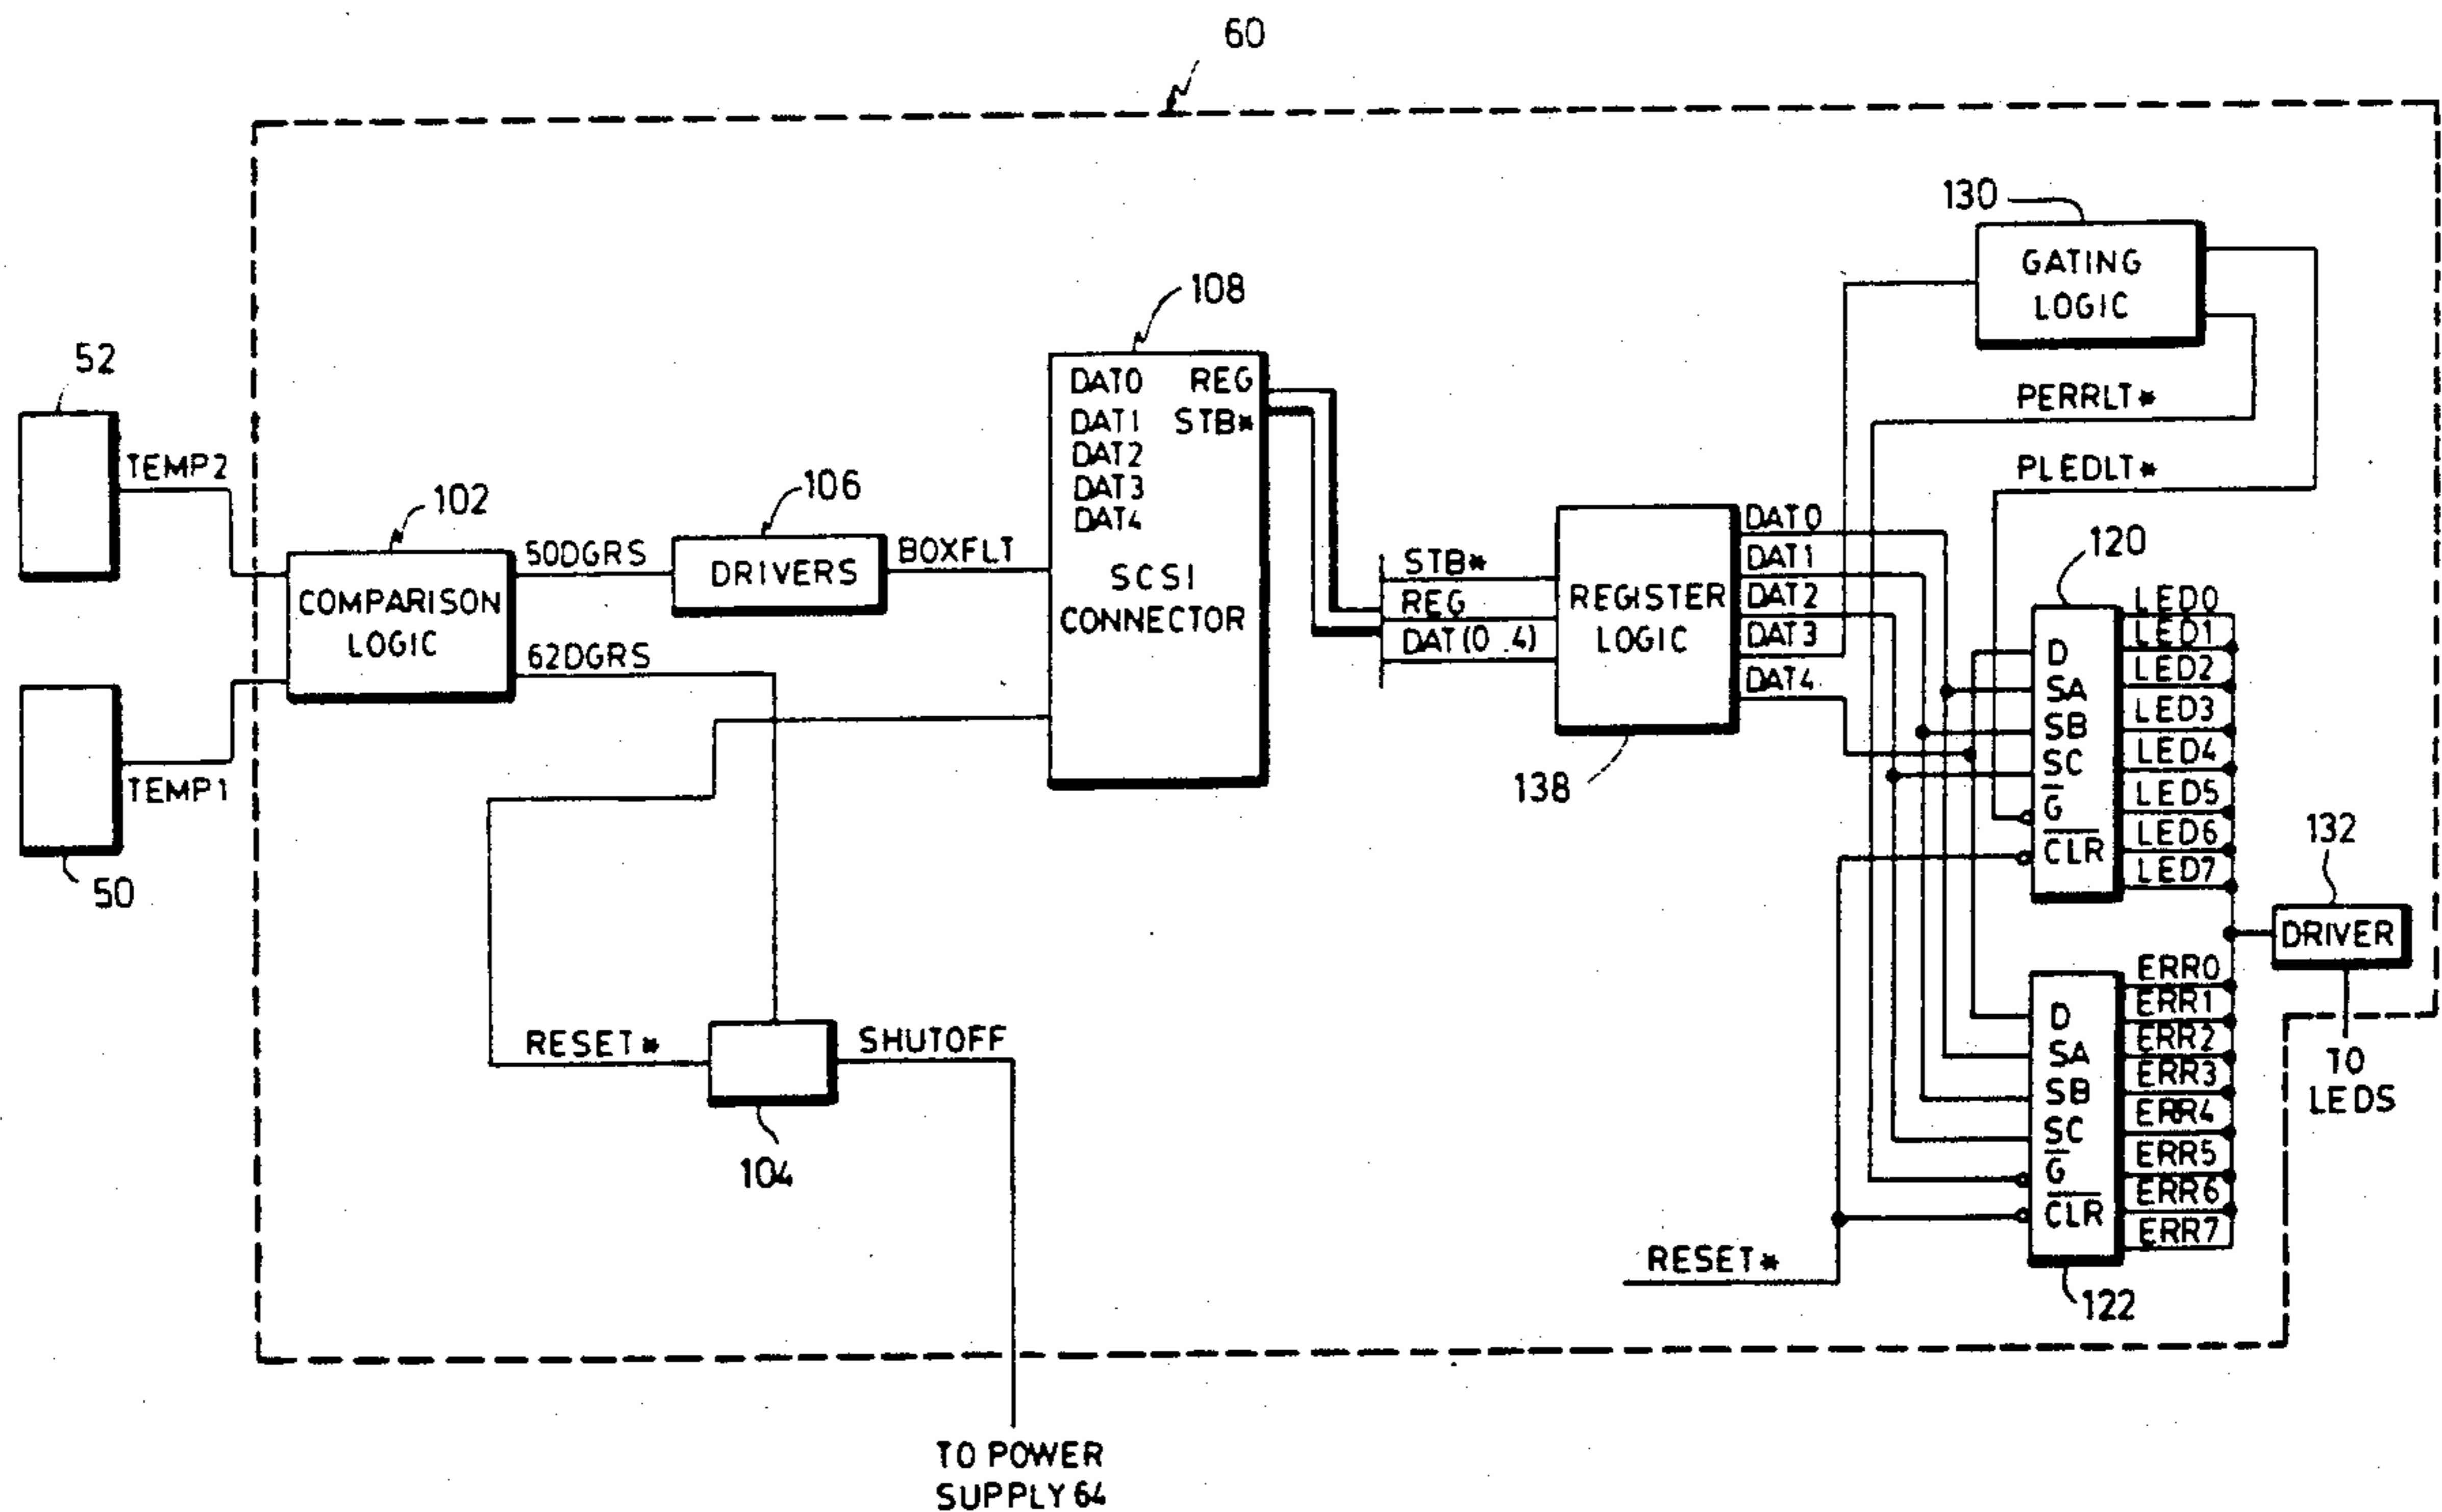 60
130
GATING
LOGIC
108
52
DAT0 REG
DAT1 STB*
DAT2
DAT3
DAT4
SCSI
CONNECTOR
PERRLT*
PLEDLT*
TEMP2
102
106
50DGRS
DRIVERS
BOXFLT
COMPARISON
LOGIC
62DGRS
TEMP1
50
STB*
REG
DAT(0..4)
REGISTER
LOGIC
138
DAT0
DAT1
DAT2
DAT3
DAT4
120
D
SA
SB
SC
G
CLR
LED0
LED1
LED2
LED3
LED4
LED5
LED6
LED7
132
DRIVER
TO
LEDS
RESET*
SHUTOFF
104
D
SA
SB
SC
G
CLR
ERR0
ERR1
ERR2
ERR3
ERR4
ERR5
ERR6
ERR7
RESET*
122
TO POWER
SUPPLY 64